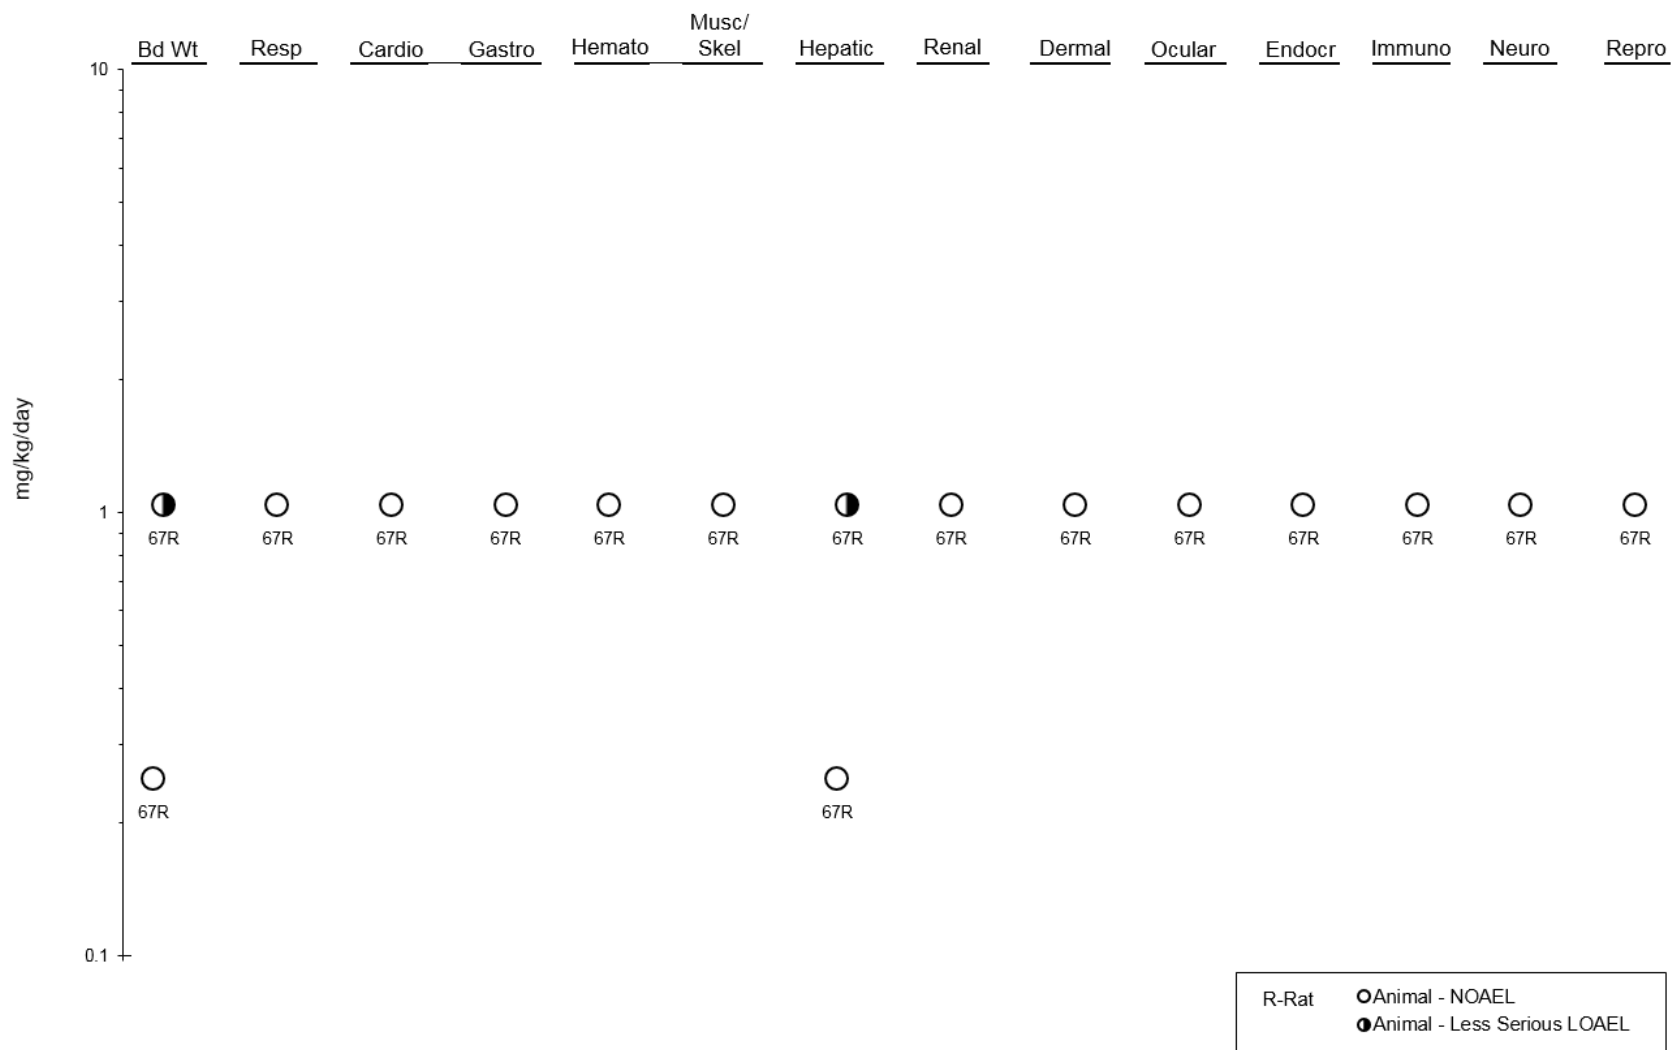 Musc/
Bd Wt Resp Cardio Gastro Hemato Skel Hepatic Renal Dermal Ocular Endocr Immuno Neuro Repro
10
mg/kg/day
1
67R 67R 67R 67R 67R 67R 67R 67R 67R 67R 67R 67R 67R 67R
67R 67R
0.1
R-Rat Animal - NOAEL
Animal - Less Serious LOAEL